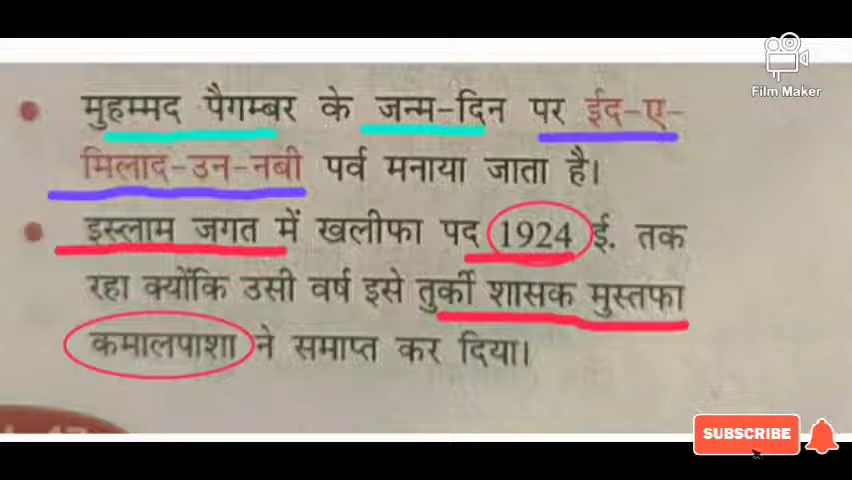 Film Maker
मुहम्मद पैगम्बर के जन्म-दिन पर ईद-ए-
मिलाद-उन-नबी पर्व मनाया जाता है।
इस्लाम जगत में खलीफा पद 1924 ई. तक
रहा क्योंकि उसी वर्ष इसे तुर्की शासक मुस्तफा
कमालपाशा ने समाप्त कर दिया।
SUBSCRIBE